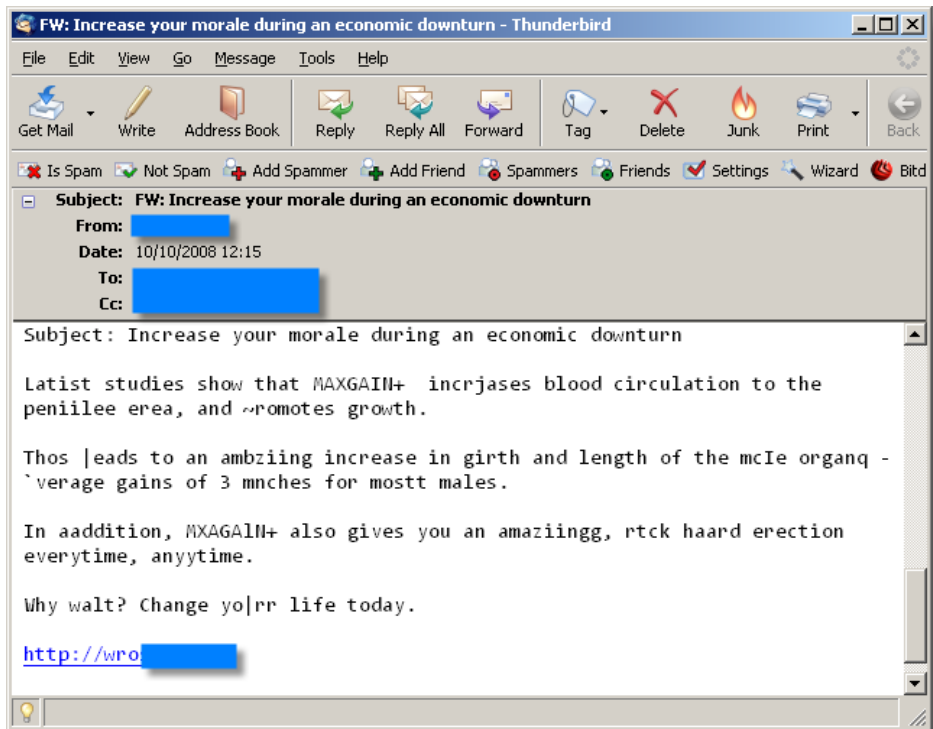 FW: Increase your morale during an economic downturn - Thunderbird
File Edit View Go Message Tools Help
Get Mail Write Address Book Reply Reply All Forward Tag Delete Junk Print Back
Is Spam Not Spam Add Spammer Add Friend Spammers Friends Settings Wizard Bitd
Subject: FW: Increase your morale during an economic downturn
From:
Date: 10/10/2008 12:15
To:
Cc:
Subject: Increase your morale during an economic downturn
Latist studies show that MAXGAIN+ incrjases blood circulation to the
peniilee erea, and ~romotes growth.
Thos |eads to an ambziing increase in girth and length of the mcIe organq -
`verage gains of 3 mnches for mostt males.
In aaddition, MXAGAlN+ also gives you an amaziingg, rtck haard erection
everytime, anyytime.
Why walt? Change yo|rr life today.
http://wro